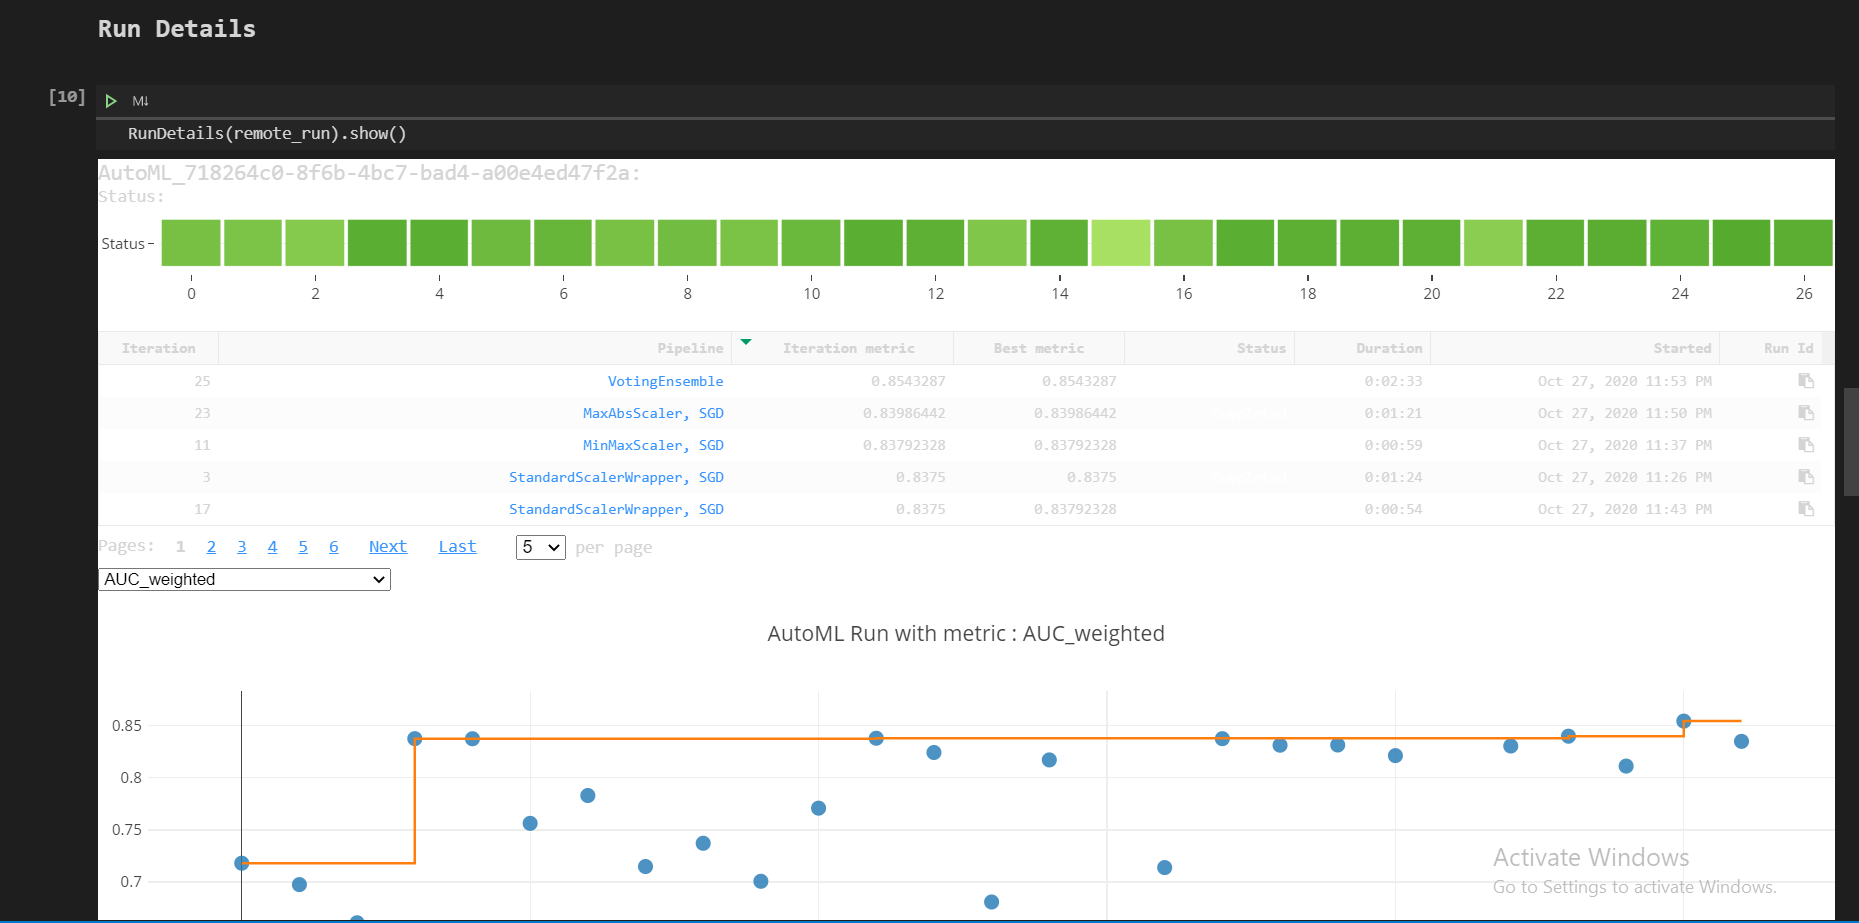 Run Details
[10]
M↓
RunDetails(remote_run).show()
AutoML_718264c0-8f6b-4bc7-bad4-a00e4ed47f2a:
Status:
Status
0 2 4 6 8 10 12 14 16 18 20 22 24 26
Iteration Pipeline Iteration metric Best metric Status Duration Started Run Id
25 VotingEnsemble 0.8543287 0.8543287 0:02:33 Oct 27, 2020 11:53 PM
23 MaxAbsScaler, SGD 0.83986442 0.83986442 0:01:21 Oct 27, 2020 11:50 PM
11 MinMaxScaler, SGD 0.83792328 0.83792328 0:00:59 Oct 27, 2020 11:37 PM
3 StandardScalerWrapper, SGD 0.8375 0.8375 0:01:24 Oct 27, 2020 11:26 PM
17 StandardScalerWrapper, SGD 0.8375 0.83792328 0:00:54 Oct 27, 2020 11:43 PM
Pages: 1 2 3 4 5 6 Next Last 5 per page
AUC_weighted
AutoML Run with metric : AUC_weighted
0.85
0.8
0.75
0.7
Activate Windows
Go to Settings to activate Windows.